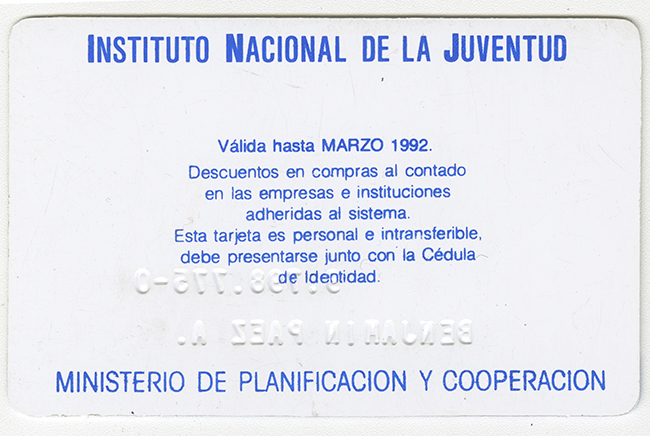 INSTITUTO NACIONAL DE LA JUVENTUD
Válida hasta MARZO 1992.
Descuentos en compras al contado
en las empresas e instituciones
adheridas al sistema.
Esta tarjeta es personal e intransferible,
debe presentarse junto con la Cédula
de Identidad.
BENJAMIN PAEZ A.
MINISTERIO DE PLANIFICACION Y COOPERACION